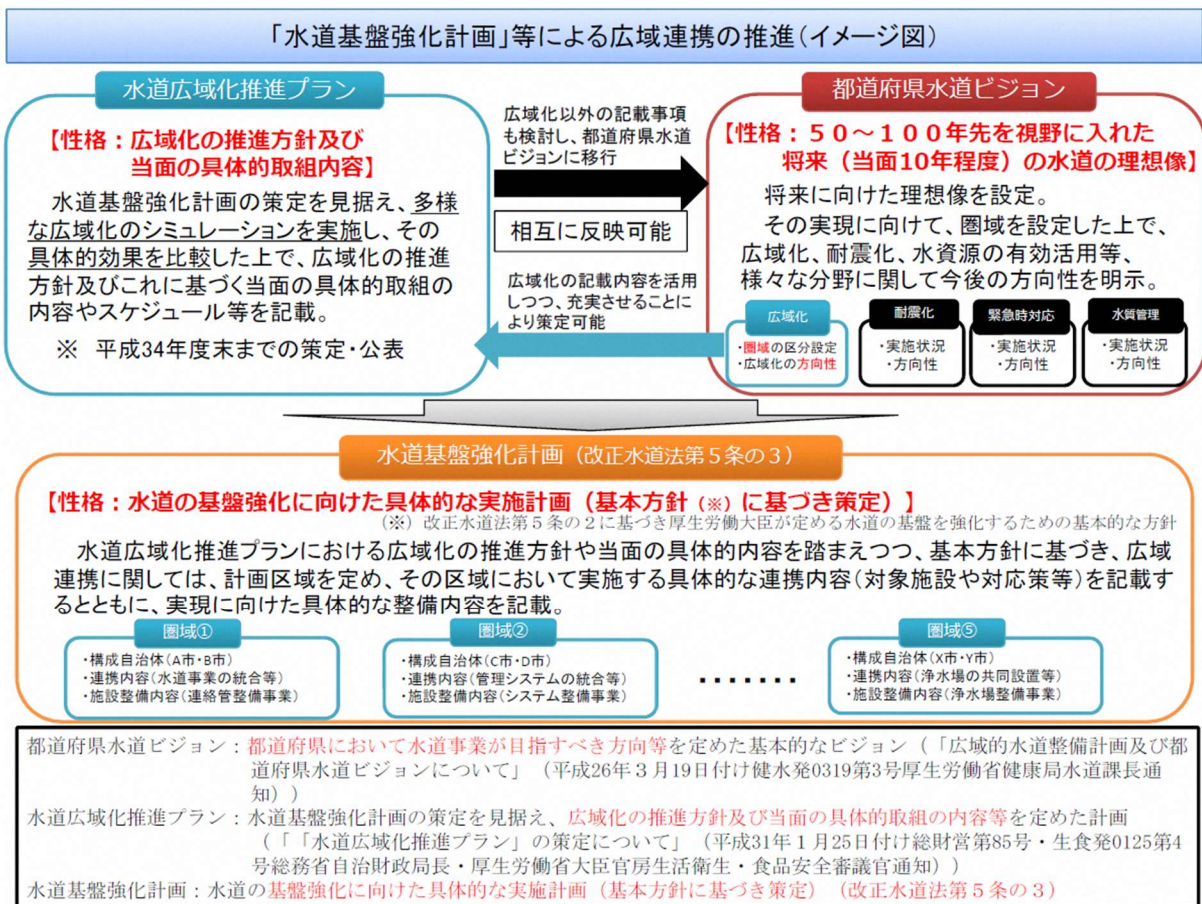 「水道基盤強化計画」等による広域連携の推進(イメージ図)
水道広域化推進プラン
【性格:広域化の推進方針及び
当面の具体的取組内容】
水道基盤強化計画の策定を見据え、多様
な広域化のシミュレーションを実施し、その
具体的効果を比較した上で、広域化の推進
方針及びこれに基づく当面の具体的取組の
内容やスケジュール等を記載。
※ 平成34年度末までの策定・公表
広域化以外の記載事項
も検討し、都道府県水道
ビジョンに移行
相互に反映可能
広域化の記載内容を活用
しつつ、充実させることに
より策定可能
都道府県水道ビジョン
【性格:50～100年先を視野に入れた
将来(当面10年程度)の水道の理想像】
将来に向けた理想像を設定。
その実現に向けて、圏域を設定した上で、
広域化、耐震化、水資源の有効活用等、
様々な分野に関して今後の方向性を明示。
広域化
・圏域の区分設定
・広域化の方向性
耐震化
・実施状況
・方向性
緊急時対応
・実施状況
・方向性
水質管理
・実施状況
・方向性
水道基盤強化計画(改正水道法第5条の3)
【性格:水道の基盤強化に向けた具体的な実施計画(基本方針(※)に基づき策定)】
(※)改正水道法第5条の2に基づき厚生労働大臣が定める水道の基盤を強化するための基本的な方針
水道広域化推進プランにおける広域化の推進方針や当面の具体的内容を踏まえつつ、基本方針に基づき、広域
連携に関しては、計画区域を定め、その区域において実施する具体的な連携内容(対象施設や対応策等)を記載す
るとともに、実現に向けた具体的な整備内容を記載。
圏域①
・構成自治体(A市・B市)
・連携内容(水道事業の統合等)
・施設整備内容(連絡管整備事業)
圏域②
・構成自治体(C市・D市)
・連携内容(管理システムの統合等)
・施設整備内容(システム整備事業)
・・・・・・・
圏域⑤
・構成自治体(X市・Y市)
・連携内容(浄水場の共同設置等)
・施設整備内容(浄水場整備事業)
都道府県水道ビジョン:都道府県において水道事業が目指すべき方向等を定めた基本的なビジョン(「広域的水道整備計画及び都
道府県水道ビジョンについて」(平成26年3月19日付け健水発0319第3号厚生労働省健康局水道課長通
知))
水道広域化推進プラン:水道基盤強化計画の策定を見据え、広域化の推進方針及び当面の具体的取組の内容等を定めた計画
(「「水道広域化推進プラン」の策定について」(平成31年1月25日付け総財営第85号・生食発0125第4
号総務省自治財政局長・厚生労働省大臣官房生活衛生・食品安全審議官通知))
水道基盤強化計画:水道の基盤強化に向けた具体的な実施計画(基本方針に基づき策定)(改正水道法第5条の3)